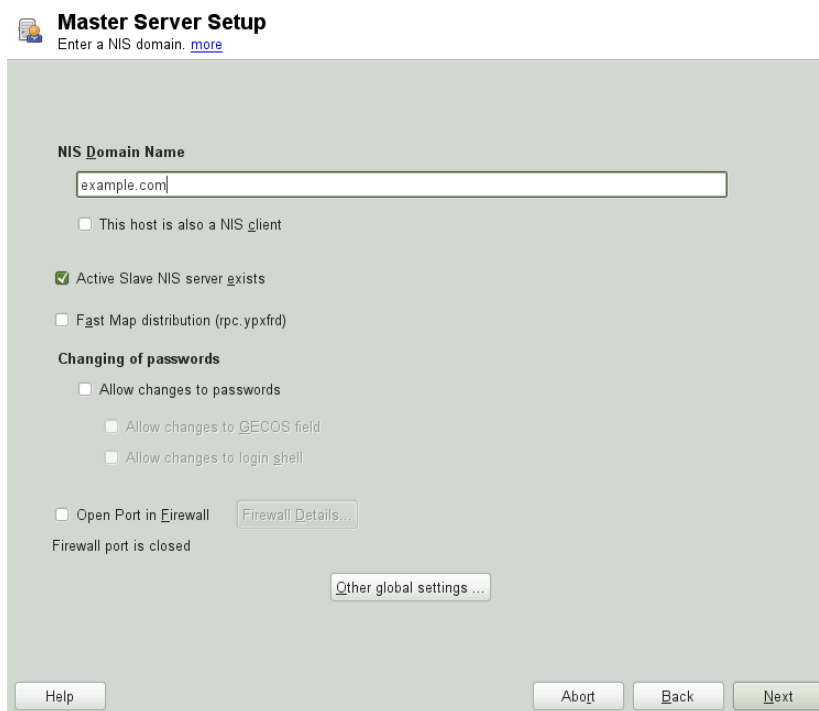 Master Server Setup
Enter a NIS domain. more
NIS Domain Name
example.com
This host is also a NIS client
Active Slave NIS server exists
Fast Map distribution (rpc.ypxfrd)
Changing of passwords
Allow changes to passwords
Allow changes to GECOS field
Allow changes to login shell
Open Port in Firewall Firewall Details...
Firewall port is closed
Other global settings ...
Help Abort Back Next